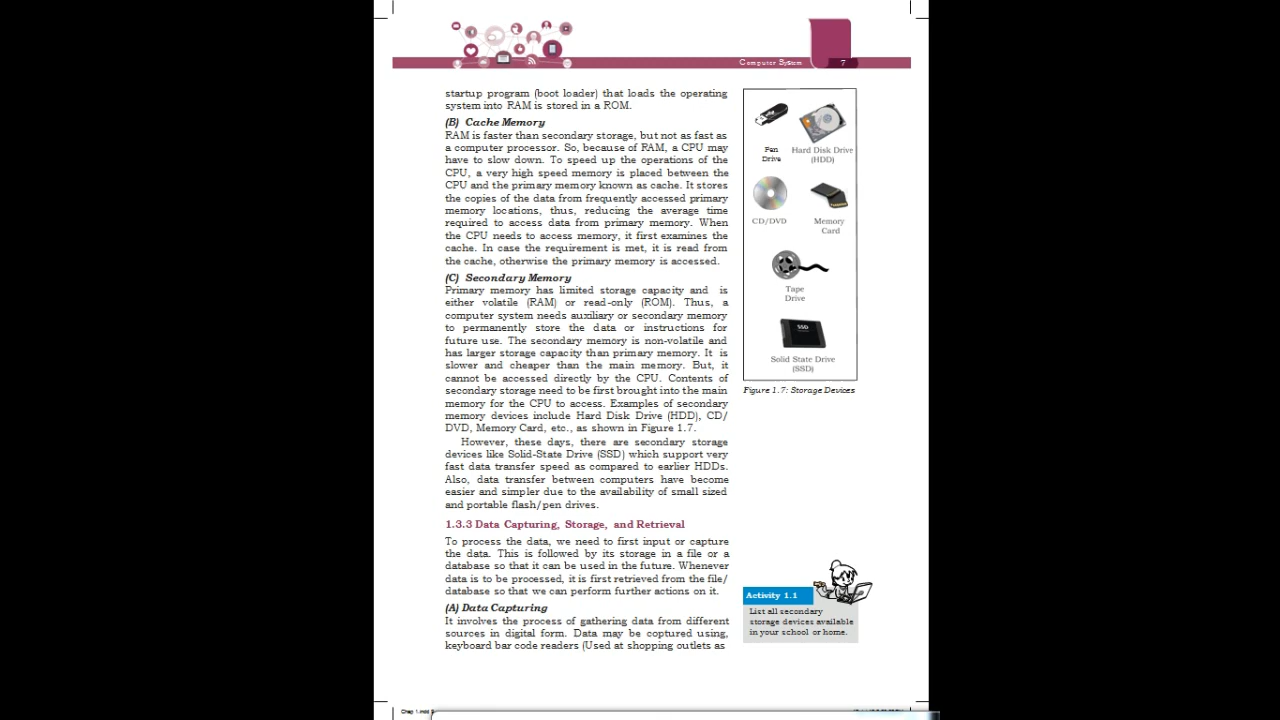 Computer System 7
startup program (boot loader) that loads the operating
system into RAM is stored in a ROM.
(B) Cache Memory
RAM is faster than secondary storage, but not as fast as
a computer processor. So, because of RAM, a CPU may
have to slow down. To speed up the operations of the
CPU, a very high speed memory is placed between the
CPU and the primary memory known as cache. It stores
the copies of the data from frequently accessed primary
memory locations, thus, reducing the average time
required to access data from primary memory. When
the CPU needs to access memory, it first examines the
cache. In case the requirement is met, it is read from
the cache, otherwise the primary memory is accessed.
(C) Secondary Memory
Primary memory has limited storage capacity and is
either volatile (RAM) or read-only (ROM). Thus, a
computer system needs auxiliary or secondary memory
to permanently store the data or instructions for
future use. The secondary memory is non-volatile and
has larger storage capacity than primary memory. It is
slower and cheaper than the main memory. But, it
cannot be accessed directly by the CPU. Contents of
secondary storage need to be first brought into the main
memory for the CPU to access. Examples of secondary
memory devices include Hard Disk Drive (HDD), CD/
DVD, Memory Card, etc., as shown in Figure 1.7.
However, these days, there are secondary storage
devices like Solid-State Drive (SSD) which support very
fast data transfer speed as compared to earlier HDDs.
Also, data transfer between computers have become
easier and simpler due to the availability of small sized
and portable flash/pen drives.
1.3.3 Data Capturing, Storage, and Retrieval
To process the data, we need to first input or capture
the data. This is followed by its storage in a file or a
database so that it can be used in the future. Whenever
data is to be processed, it is first retrieved from the file/
database so that we can perform further actions on it.
(A) Data Capturing
It involves the process of gathering data from different
sources in digital form. Data may be captured using,
keyboard bar code readers (Used at shopping outlets as
Pen
Drive
Hard Disk Drive
(HDD)
CD/DVD
Memory
Card
Tape
Drive
SSD
Solid State Drive
(SSD)
Figure 1.7: Storage Devices
Activity 1.1
List all secondary
storage devices available
in your school or home.